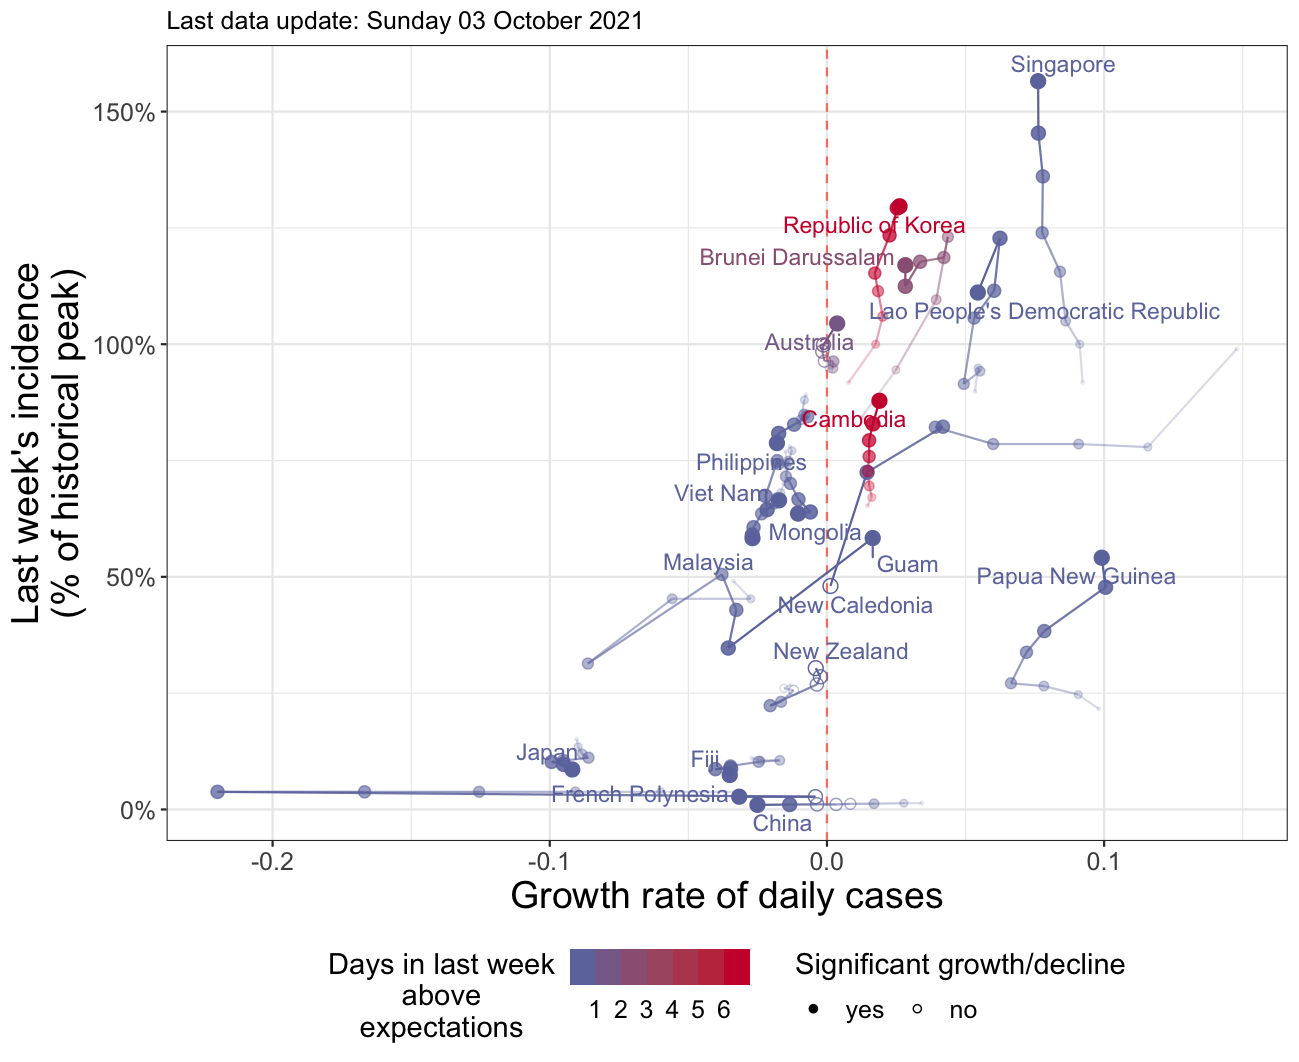 Last data update: Sunday 03 October 2021
Last week's incidence
(% of historical peak)
150%
100%
50%
0%
Singapore
Republic of Korea
Brunei Darussalam
Lao People's Democratic Republic
Australia
Cambodia
Philippines
Viet Nam
Mongolia
Malaysia
Guam
Papua New Guinea
New Caledonia
New Zealand
Japan
Fiji
French Polynesia
China
-0.2
-0.1
0.0
0.1
Growth rate of daily cases
Days in last week
above
expectations
1 2 3 4 5 6
Significant growth/decline
yes
no